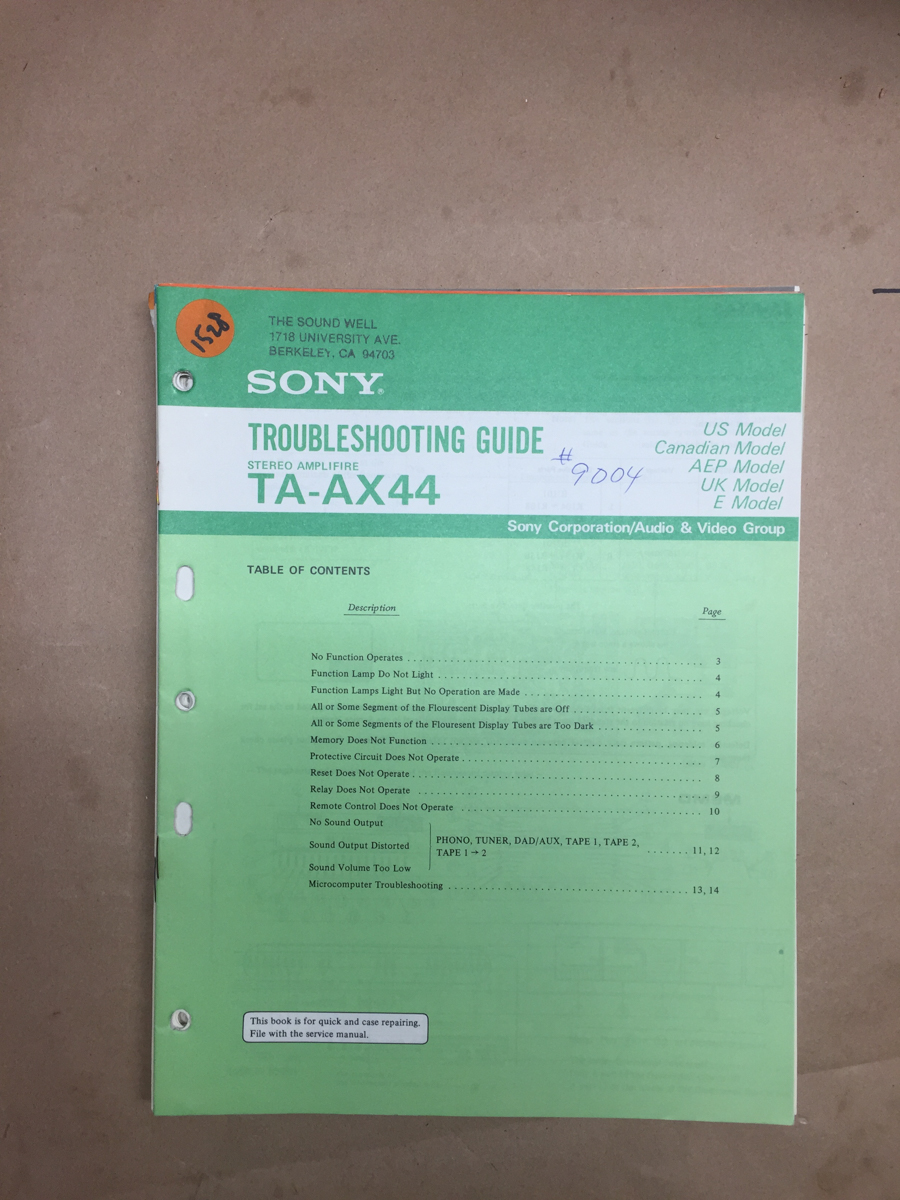 1528
THE SOUND WELL
1718 UNIVERSITY AVE.
BERKELEY, CA 94703
SONY®
TROUBLESHOOTING GUIDE
STEREO AMPLIFIRE
TA-AX44
#9004
US Model
Canadian Model
AEP Model
UK Model
E Model
Sony Corporation/Audio & Video Group
TABLE OF CONTENTS
Description Page
No Function Operates 3
Function Lamp Do Not Light 4
Function Lamps Light But No Operation are Made 4
All or Some Segment of the Flourescent Display Tubes are Off 5
All or Some Segments of the Flouresent Display Tubes are Too Dark 5
Memory Does Not Function 6
Protective Circuit Does Not Operate 7
Reset Does Not Operate 8
Relay Does Not Operate 9
Remote Control Does Not Operate 10
No Sound Output
Sound Output Distorted
Sound Volume Too Low
PHONO, TUNER, DAD/AUX, TAPE 1, TAPE 2,
TAPE 1 → 2 11, 12
Microcomputer Troubleshooting 13, 14
This book is for quick and case repairing.
File with the service manual.